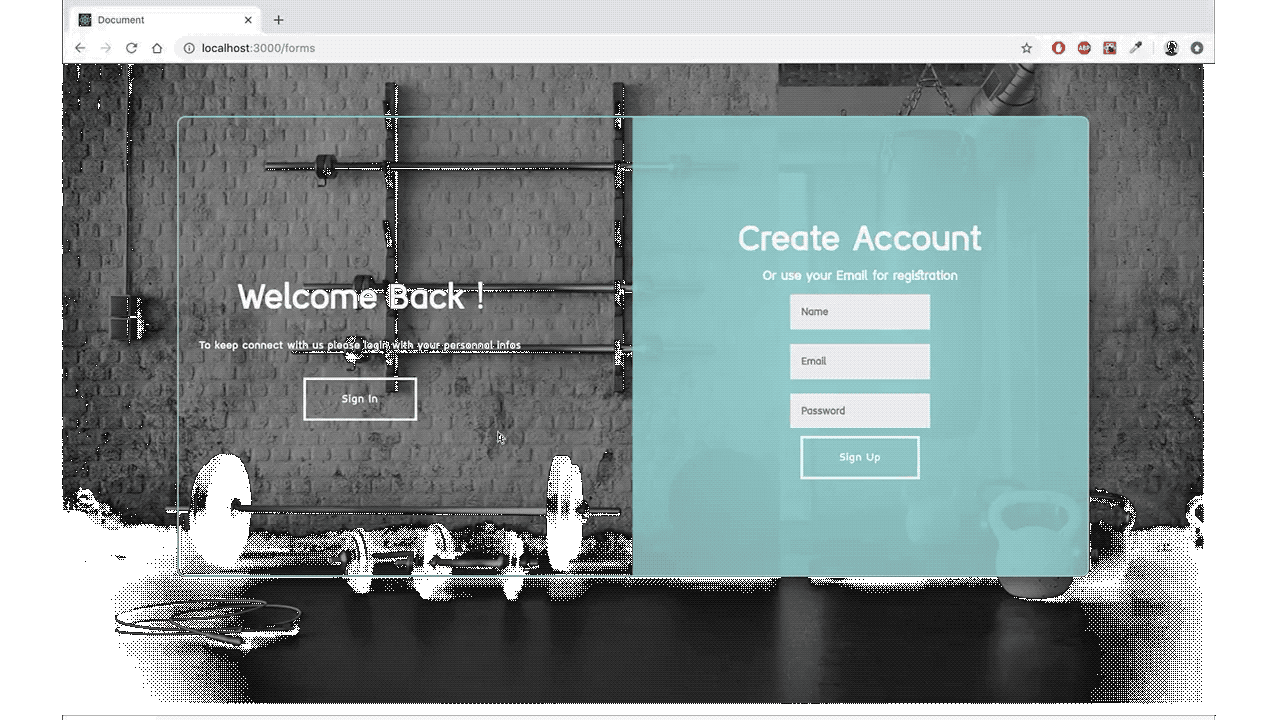 Document
localhost:3000/forms
ABP
Welcome Back !
To keep connect with us please login with your personnal infos
Sign In
Create Account
Or use your Email for registration
Name
Email
Password
Sign Up